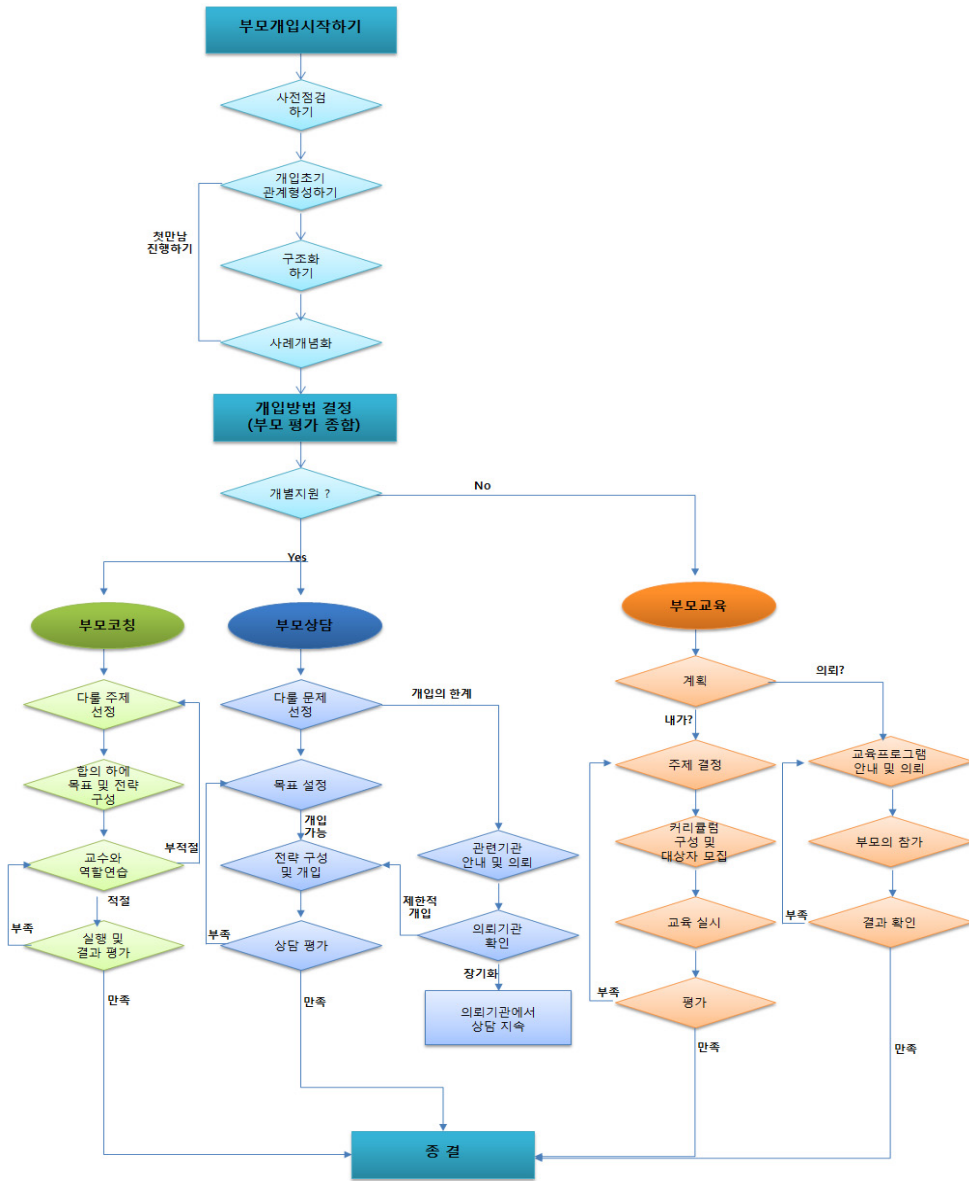 부모개입시작하기
사전점검
하기
개입초기
관계형성하기
첫만남
진행하기
구조화
하기
사례개념화
개입방법 결정
(부모 평가 종합)
개별지원 ?
No
Yes
부모코칭
부모상담
부모교육
다룰 주제
선정
다룰 문제
선정
개입의 한계
계획
의뢰?
내가?
합의 하에
목표 및 전략
구성
목표 설정
주제 결정
교육프로그램
안내 및 의뢰
개입
가능
부적절
교수와
역할연습
전략 구성
및 개입
관련기관
안내 및 의뢰
커리큘럼
구성 및
대상자 모집
부모의 참가
적절
제한적
개입
부족
실행 및
결과 평가
부족
상담 평가
의뢰기관
확인
교육 실시
부족
결과 확인
장기화
만족
만족
의뢰기관에서
상담 지속
부족
평가
만족
만족
종 결